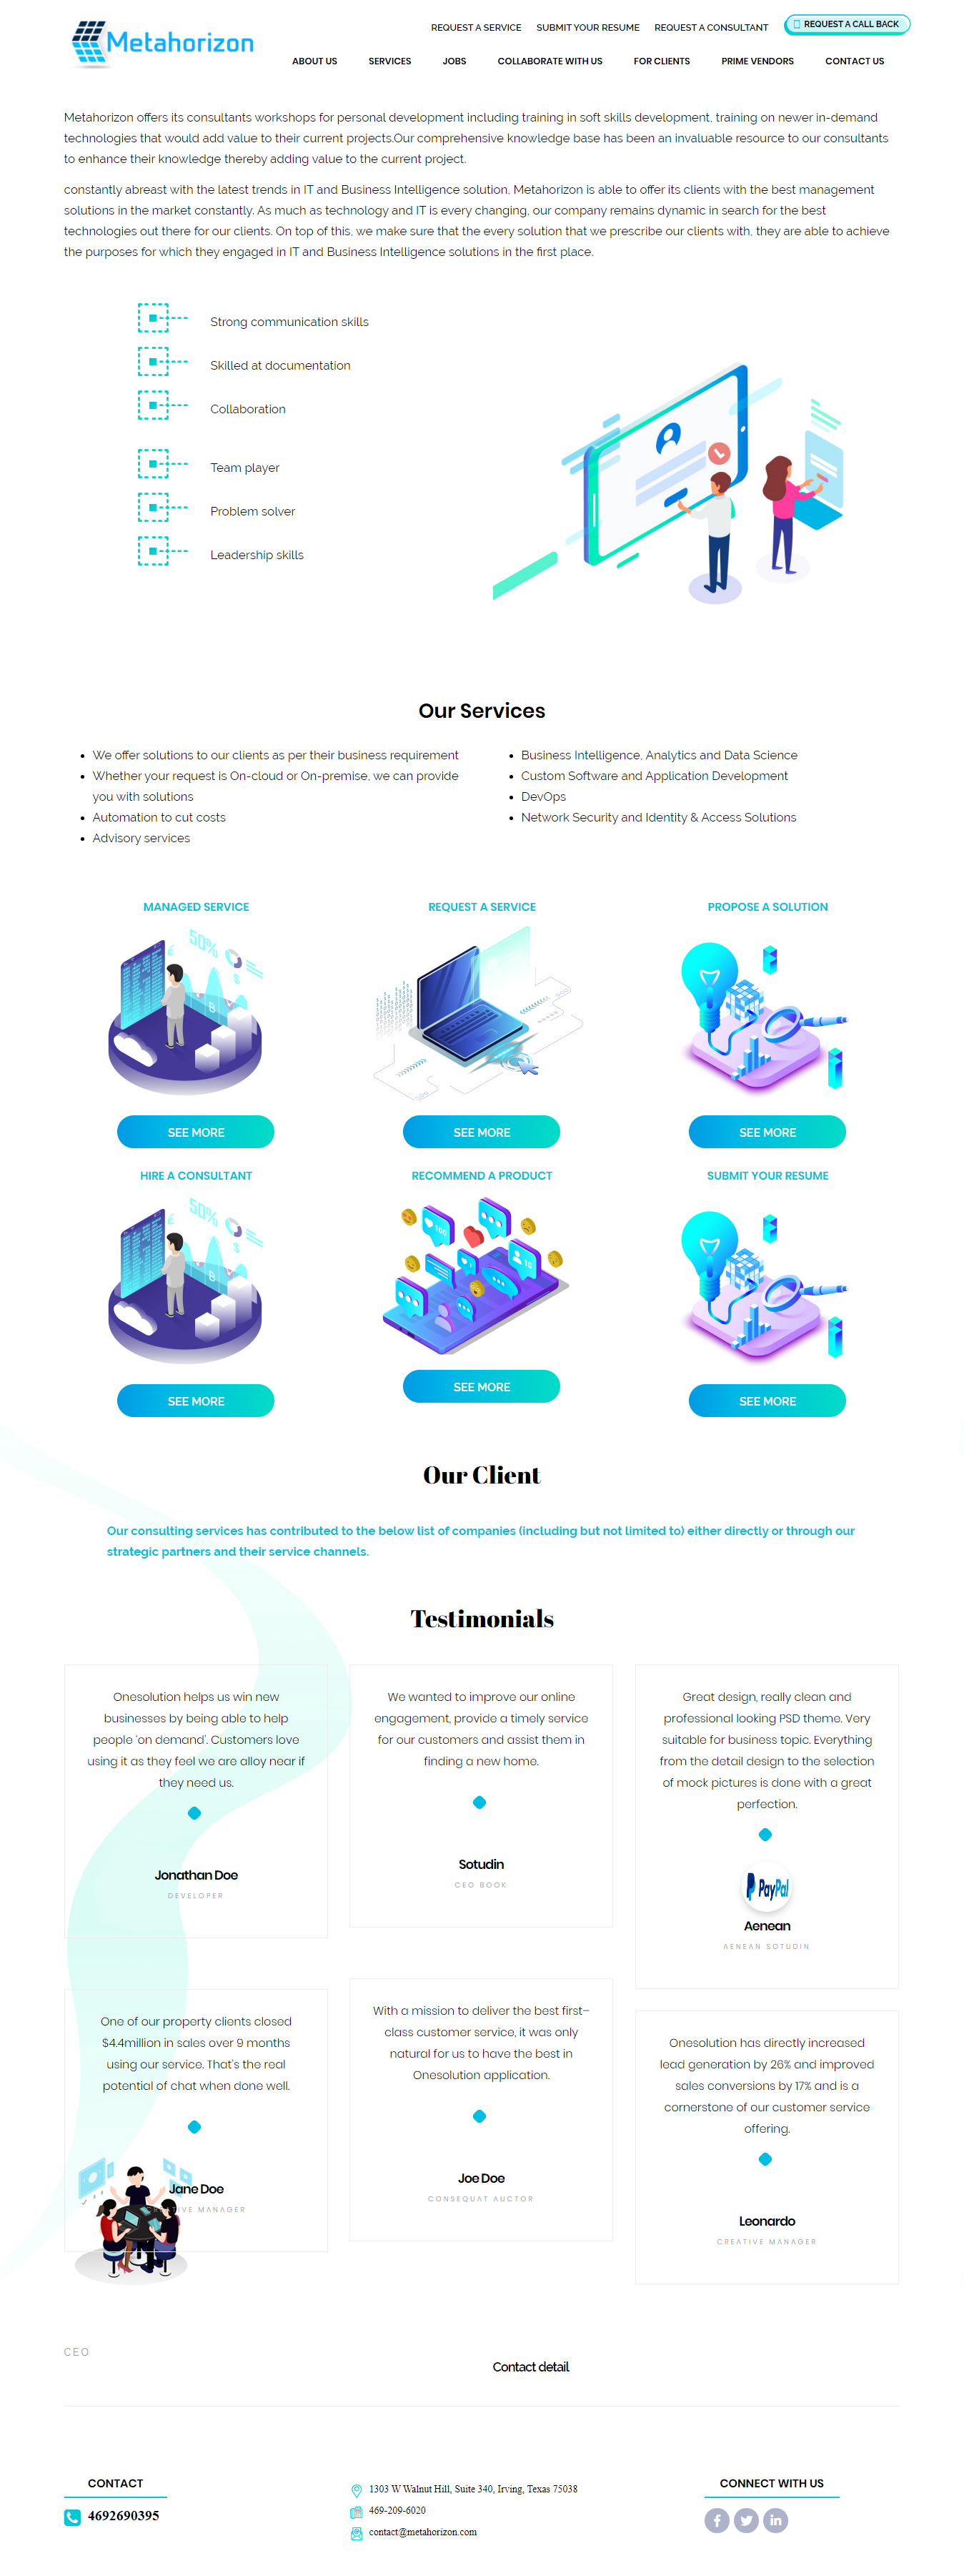 Metahorizon
REQUEST A SERVICE SUBMIT YOUR RESUME REQUEST A CONSULTANT REQUEST A CALL BACK
ABOUT US SERVICES JOBS COLLABORATE WITH US FOR CLIENTS PRIME VENDORS CONTACT US
Metahorizon offers its consultants workshops for personal development including training in soft skills development, training on newer in-demand
technologies that would add value to their current projects.Our comprehensive knowledge base has been an invaluable resource to our consultants
to enhance their knowledge thereby adding value to the current project.
constantly abreast with the latest trends in IT and Business Intelligence solution, Metahorizon is able to offer its clients with the best management
solutions in the market constantly. As much as technology and IT is every changing, our company remains dynamic in search for the best
technologies out there for our clients. On top of this, we make sure that the every solution that we prescribe our clients with, they are able to achieve
the purposes for which they engaged in IT and Business Intelligence solutions in the first place.
Strong communication skills
Skilled at documentation
Collaboration
Team player
Problem solver
Leadership skills
Our Services
We offer solutions to our clients as per their business requirement
Whether your request is On-cloud or On-premise, we can provide
you with solutions
Automation to cut costs
Advisory services
Business Intelligence, Analytics and Data Science
Custom Software and Application Development
DevOps
Network Security and Identity & Access Solutions
MANAGED SERVICE REQUEST A SERVICE PROPOSE A SOLUTION
50%
SEE MORE SEE MORE SEE MORE
HIRE A CONSULTANT RECOMMEND A PRODUCT SUBMIT YOUR RESUME
50%
100
10
SEE MORE SEE MORE SEE MORE
Our Client
Our consulting services has contributed to the below list of companies (including but not limited to) either directly or through our
strategic partners and their service channels.
Testimonials
Onesolution helps us win new
businesses by being able to help
people 'on demand'. Customers love
using it as they feel we are alloy near if
they need us.
Jonathan Doe
DEVELOPER
We wanted to improve our online
engagement, provide a timely service
for our customers and assist them in
finding a new home.
Sotudin
CEO BOOK
Great design, really clean and
professional looking PSD theme. Very
suitable for business topic. Everything
from the detail design to the selection
of mock pictures is done with a great
perfection.
PayPal
Aenean
AENEAN SOTUDIN
One of our property clients closed
$4.4million in sales over 9 months
using our service. That's the real
potential of chat when done well.
Jane Doe
TIVE MANAGER
With a mission to deliver the best first-
class customer service, it was only
natural for us to have the best in
Onesolution application.
Joe Doe
CONSEQUAT AUCTOR
Onesolution has directly increased
lead generation by 26% and improved
sales conversions by 17% and is a
cornerstone of our customer service
offering.
Leonardo
CREATIVE MANAGER
CEO
Contact detail
CONTACT
4692690395
1303 W Walnut Hill, Suite 340, Irving, Texas 75038
469-209-6020
contact@metahorizon.com
CONNECT WITH US